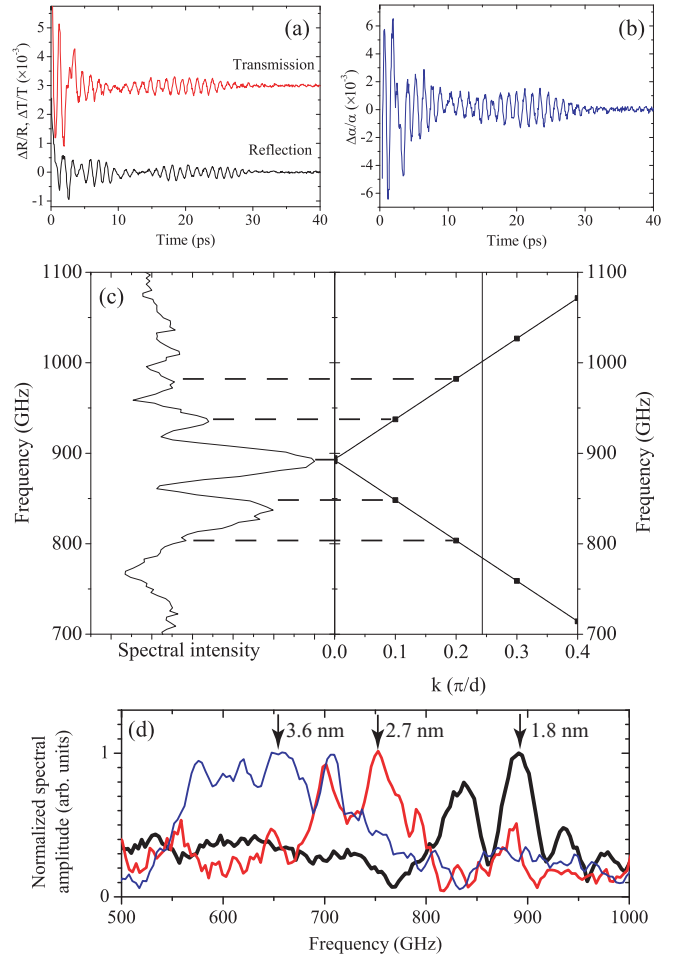 (a)
Transmission
Reflection
ΔR/R, ΔT/T (×10⁻³)
5
4
3
2
1
0
-1
0 10 20 30 40
Time (ps)
(b)
Δα/α (×10⁻³)
6
4
2
0
-2
-4
-6
0 10 20 30 40
Time (ps)
(c)
Frequency (GHz)
1100
1000
900
800
700
Spectral intensity
0.0 0.1 0.2 0.3 0.4
k (π/d)
1100
1000
900
800
700
Frequency (GHz)
(d)
3.6 nm
2.7 nm
1.8 nm
Normalized spectral
amplitude (arb. units)
1
0
500 600 700 800 900 1000
Frequency (GHz)